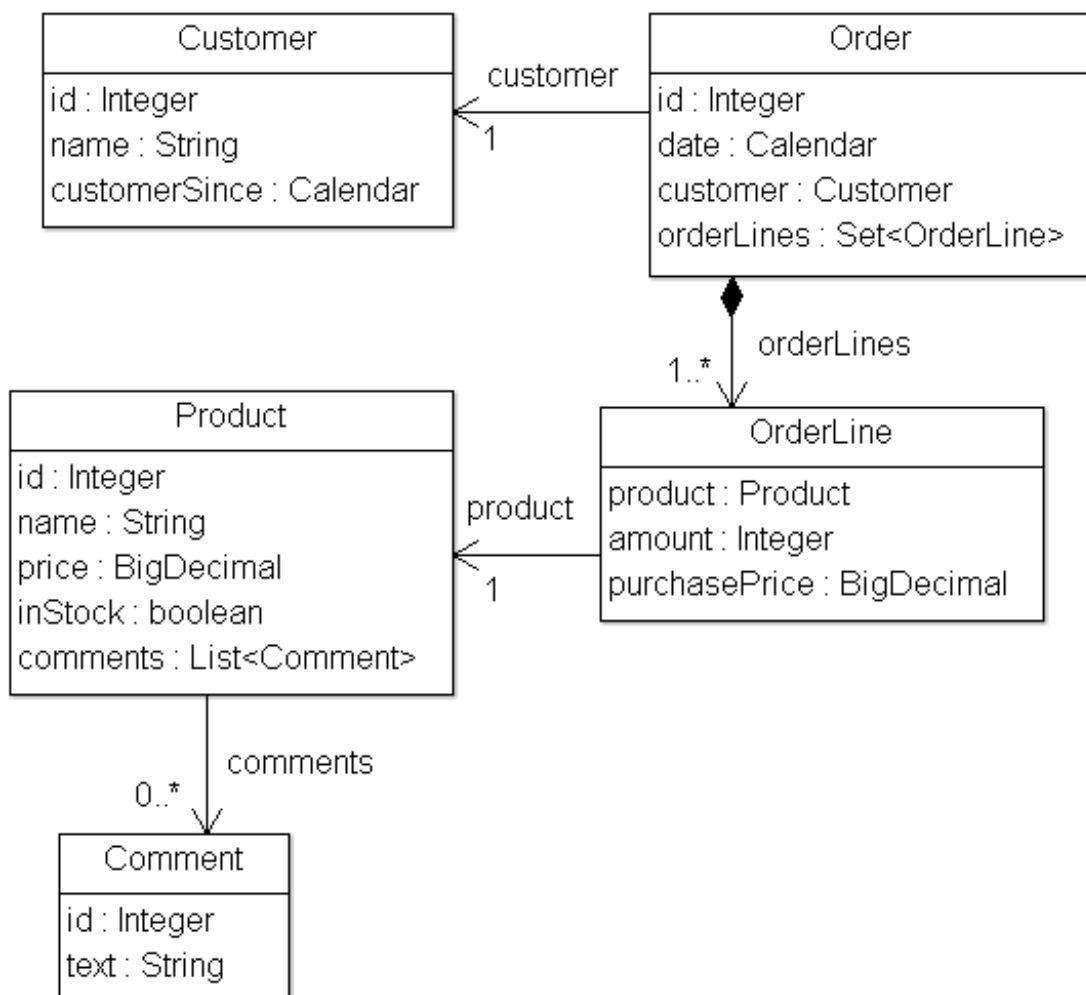 Customer
id : Integer
name : String
customerSince : Calendar
customer
1
Order
id : Integer
date : Calendar
customer : Customer
orderLines : Set<OrderLine>
orderLines
1..*
Product
id : Integer
name : String
price : BigDecimal
inStock : boolean
comments : List<Comment>
product
1
OrderLine
product : Product
amount : Integer
purchasePrice : BigDecimal
comments
0..*
Comment
id : Integer
text : String